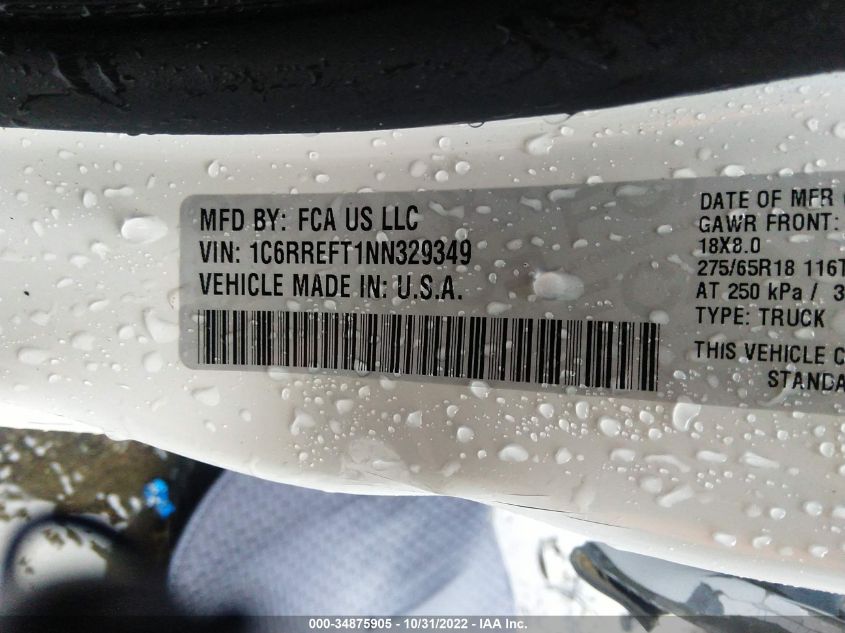 MFD BY: FCA US LLC
VIN: 1C6RREFT1NN329349
VEHICLE MADE IN: U.S.A.
DATE OF MFR
GAWR FRONT:
18X8.0
275/65R18 116T
AT 250 kPa / 3
TYPE: TRUCK
THIS VEHICLE C
STANDA
000-34875905 - 10/31/2022 - IAA Inc.